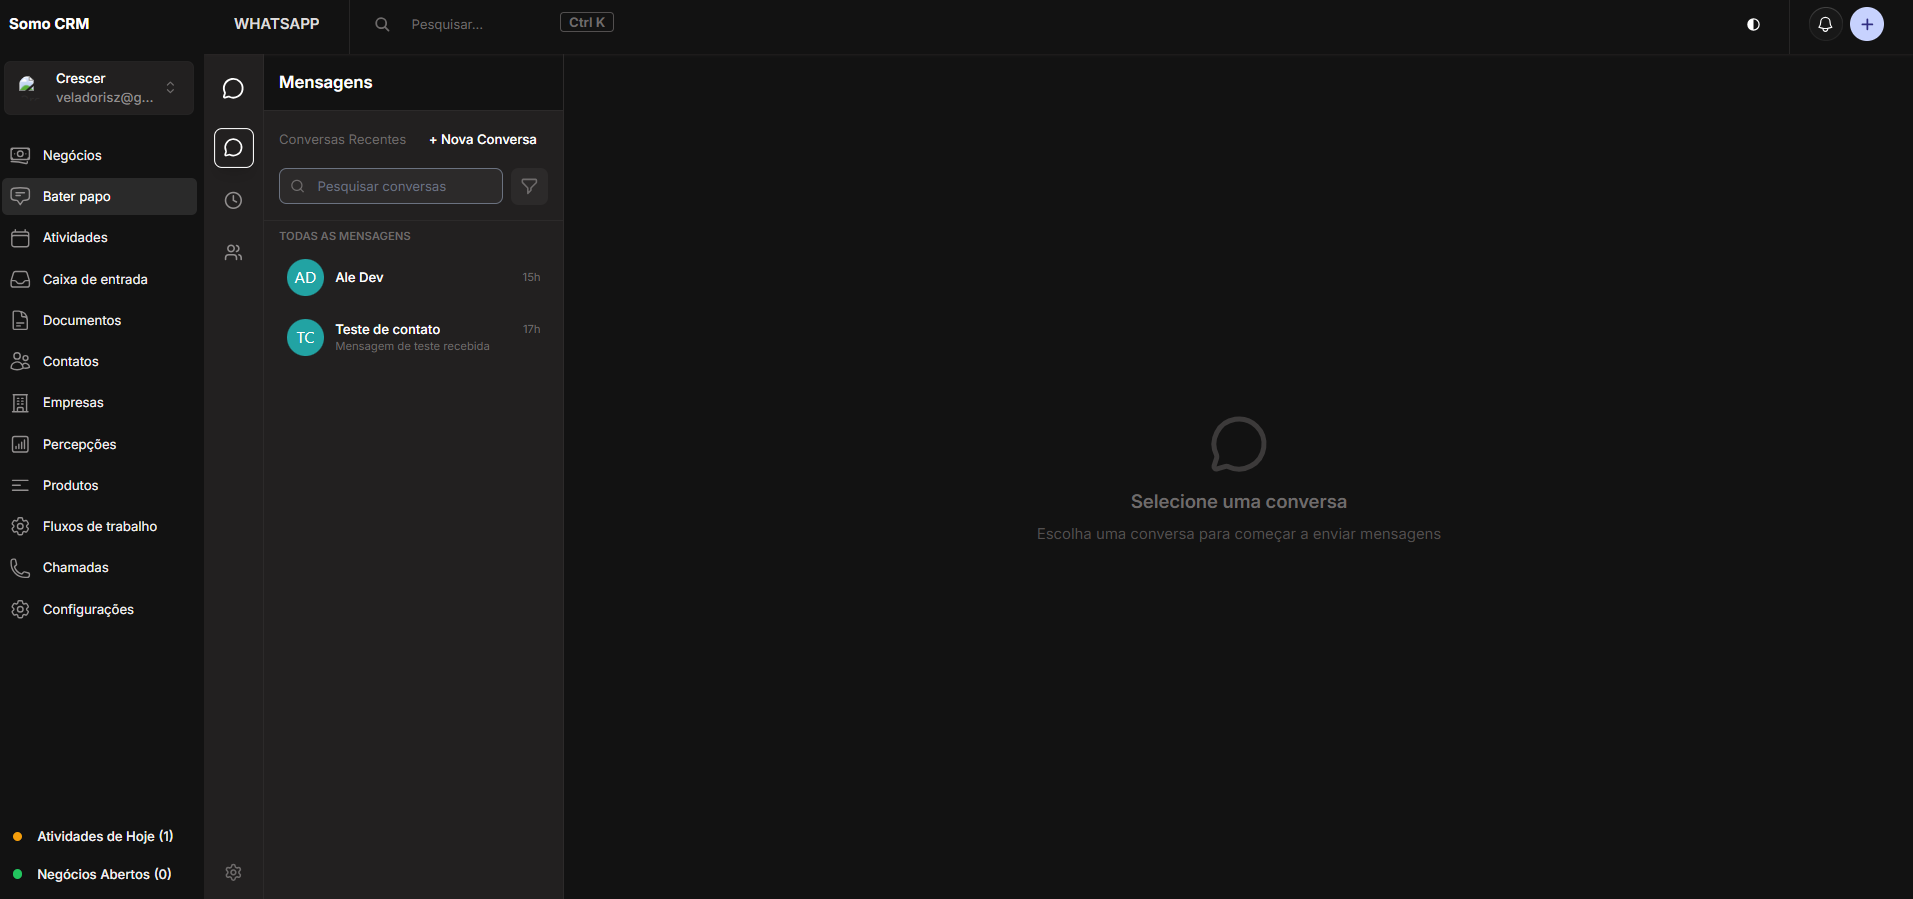 Somo CRM
WHATSAPP
Pesquisar...
Ctrl K
Crescer
veladorisz@g...
Negócios
Bater papo
Atividades
Caixa de entrada
Documentos
Contatos
Empresas
Percepções
Produtos
Fluxos de trabalho
Chamadas
Configurações
Atividades de Hoje (1)
Negócios Abertos (0)
Mensagens
Conversas Recentes
+ Nova Conversa
Pesquisar conversas
TODAS AS MENSAGENS
AD
Ale Dev
15h
TC
Teste de contato
17h
Mensagem de teste recebida
Selecione uma conversa
Escolha uma conversa para começar a enviar mensagens